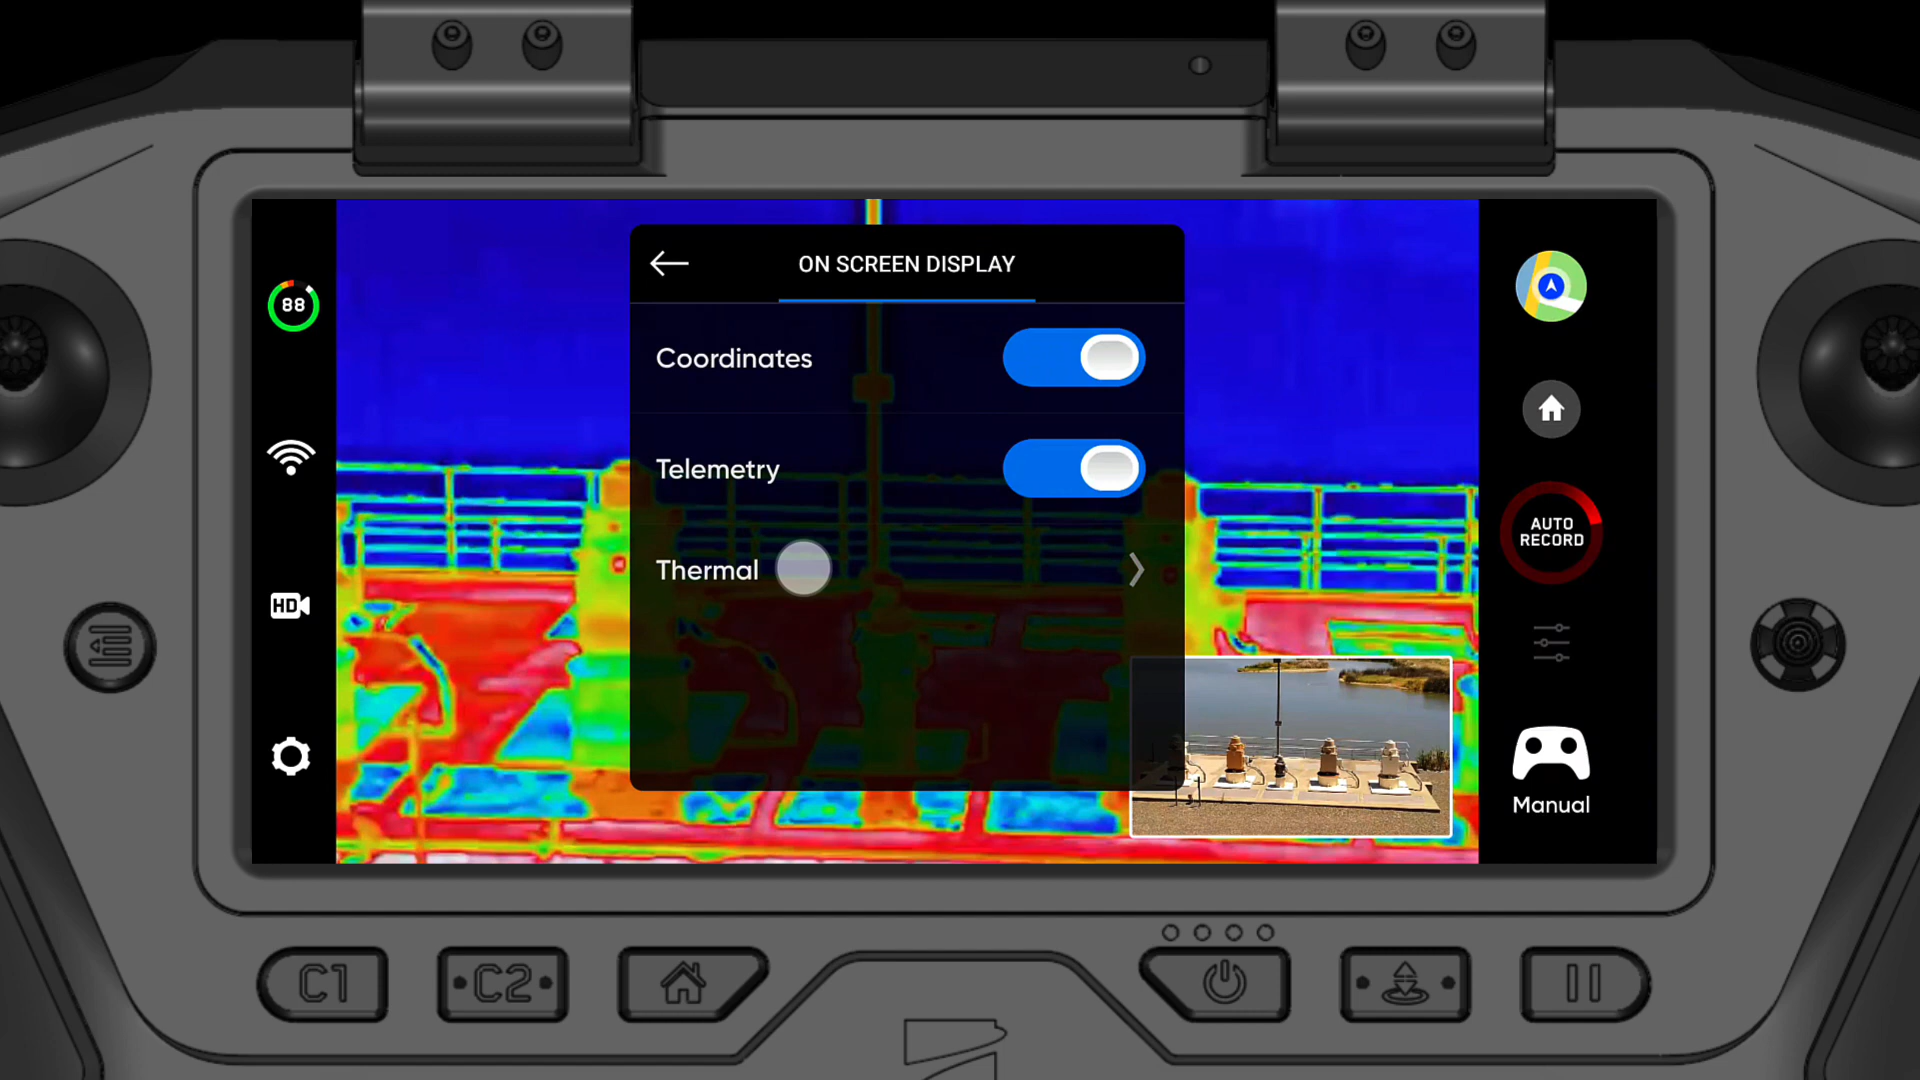 ON SCREEN DISPLAY
88
Coordinates
Telemetry
AUTO
RECORD
Thermal
HD
Manual
C1
C2